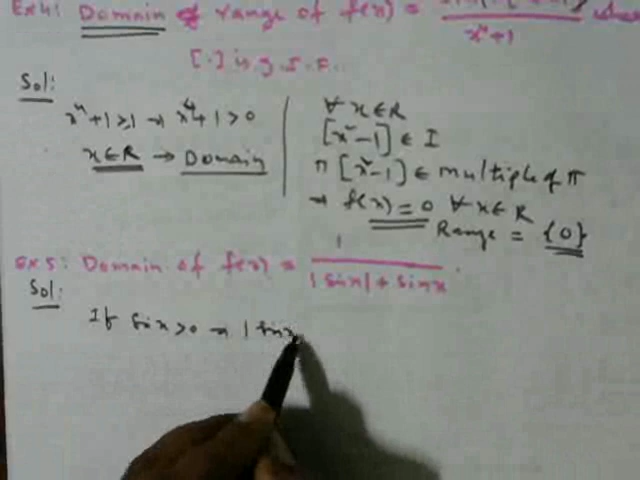 Ex4: Domain & range of f(x) =
x⁴+1
[.] is g.I.F.
Sol:
x⁴+1≥1 → x⁴+1>0
x∈R → Domain
∀ x∈R
[x²-1] ∈ I
π [x²-1] ∈ multiple of π
→ f(x) = 0 ∀ x∈R
Range = {0}
Ex5: Domain of f(x) = 1 / |sinx| + sinx
Sol:
If sinx>0 → |sinx